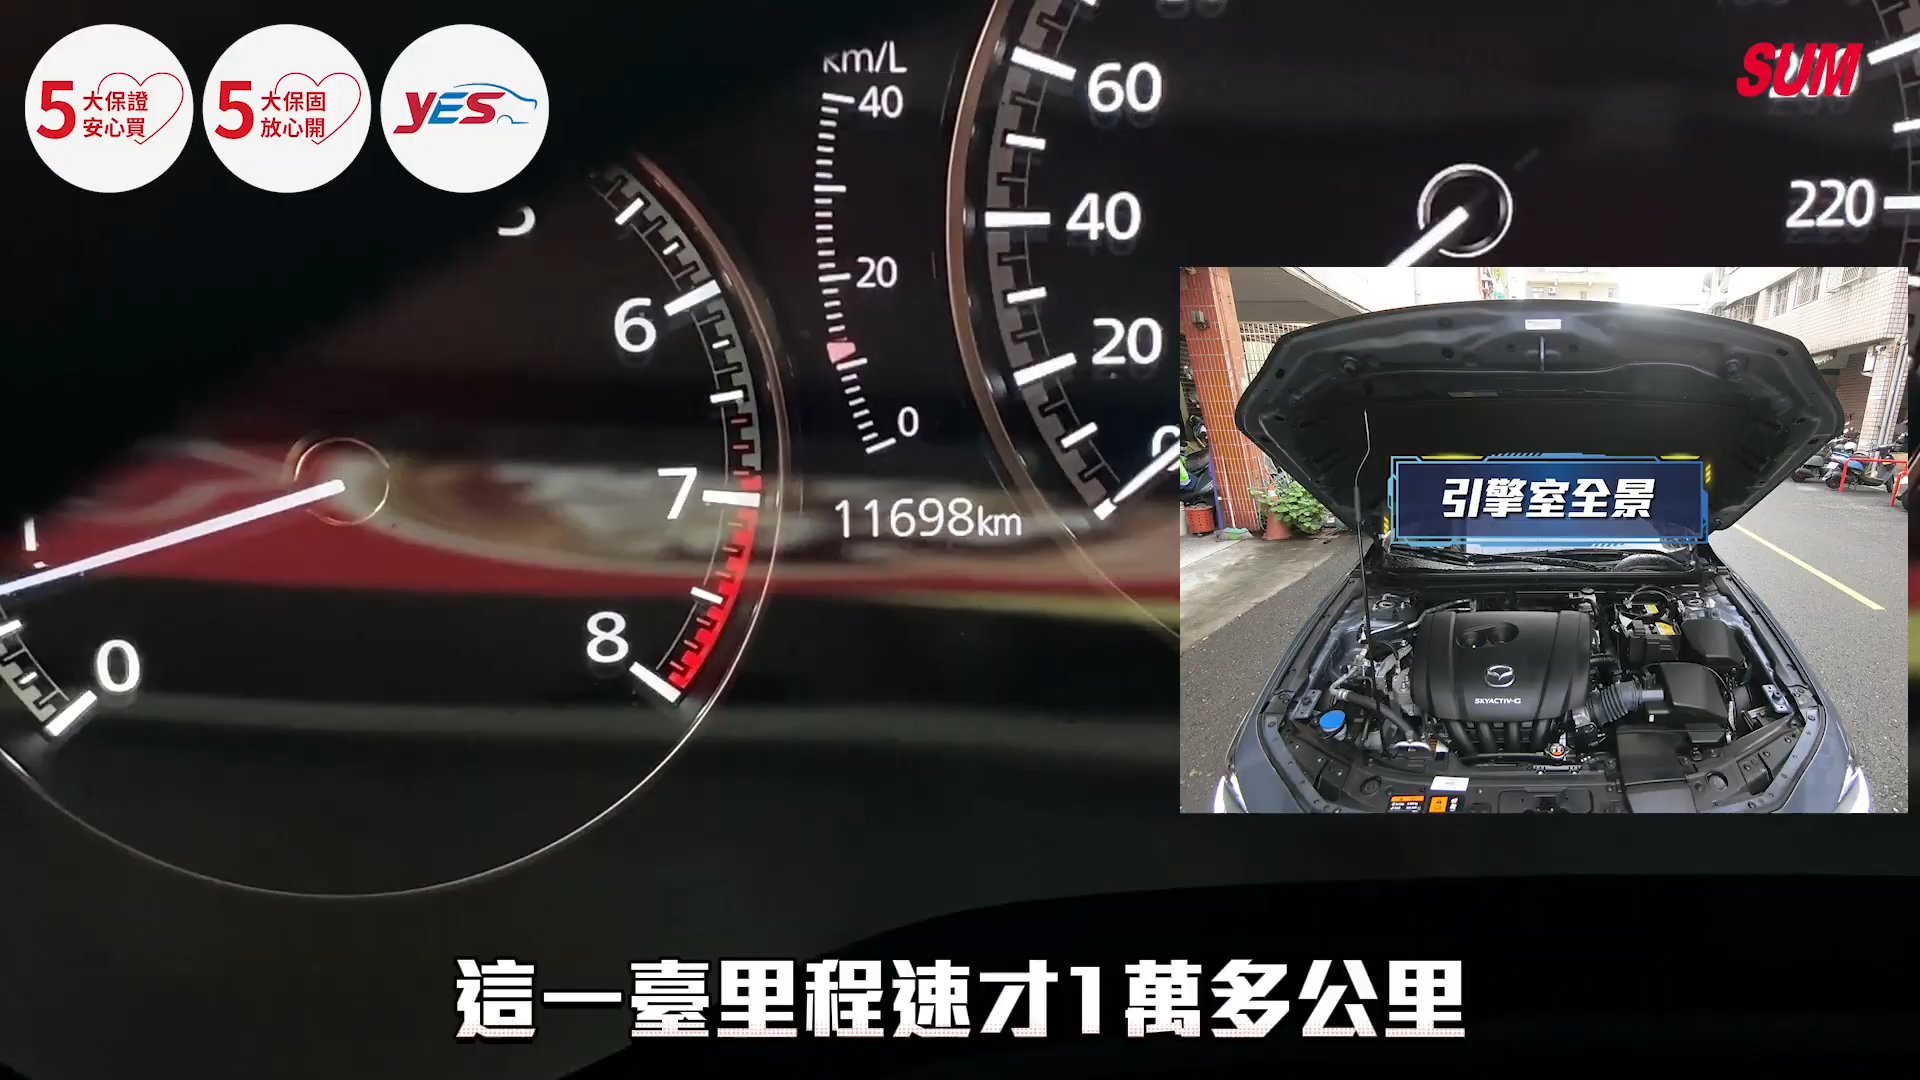 5大保證
安心買
5大保固
放心開
YES
SUM
km/L
40
20
0
60
40
20
0
220
6
7
8
0
11698km
引擎室全景
SKYACTIV-G
這一臺里程速才1萬多公里